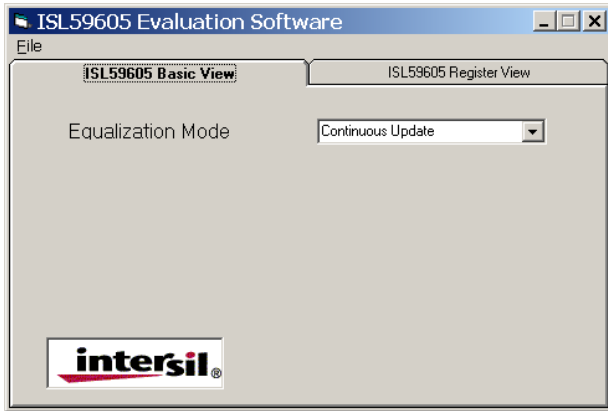 ISL59605 Evaluation Software
File
ISL59605 Basic View
ISL59605 Register View
Equalization Mode
Continuous Update
intersil®